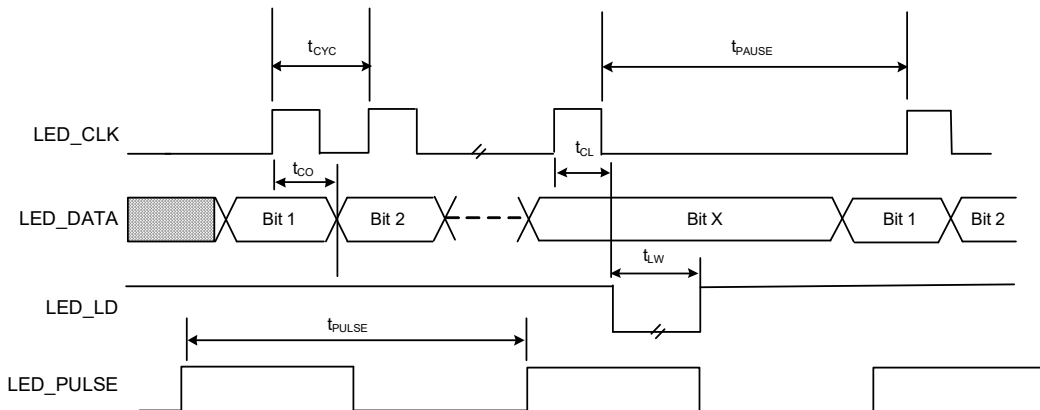 tCYC
tPAUSE
LED_CLK
tCL
tCO
LED_DATA
Bit 1
Bit 2
Bit X
Bit 1
Bit 2
tLW
LED_LD
tPULSE
LED_PULSE